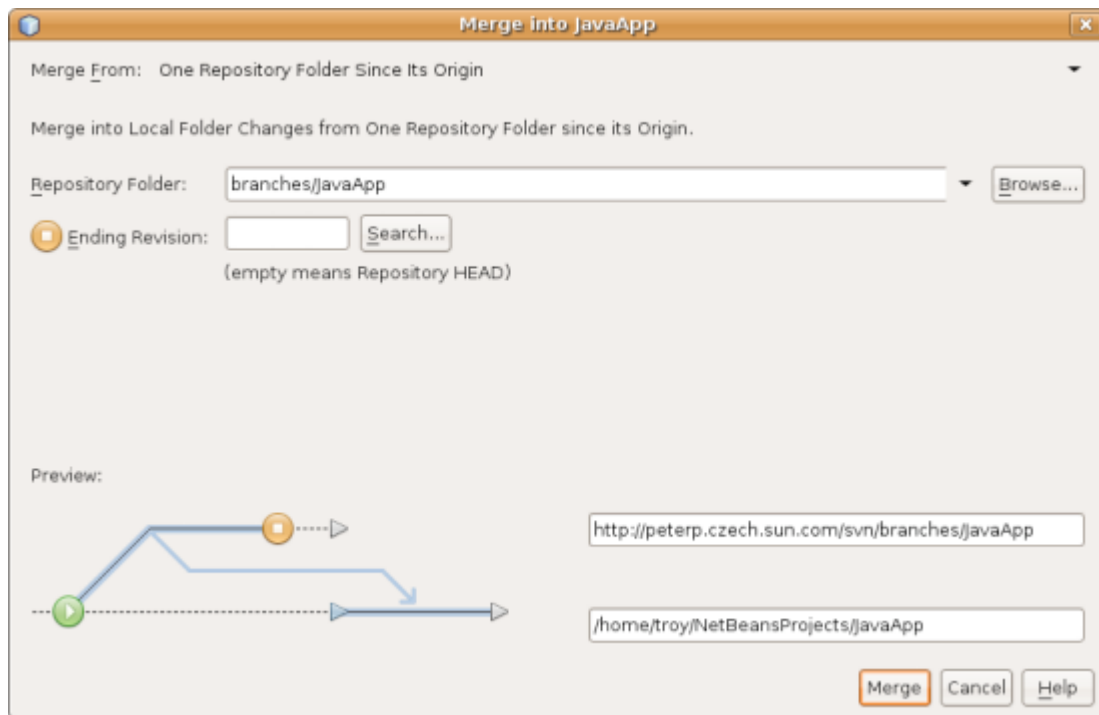 Merge into JavaApp
Merge From: One Repository Folder Since Its Origin
Merge into Local Folder Changes from One Repository Folder since its Origin.
Repository Folder: branches/JavaApp Browse...
Ending Revision: Search...
(empty means Repository HEAD)
Preview:
http://peterp.czech.sun.com/svn/branches/JavaApp
/home/troy/NetBeansProjects/JavaApp
Merge Cancel Help